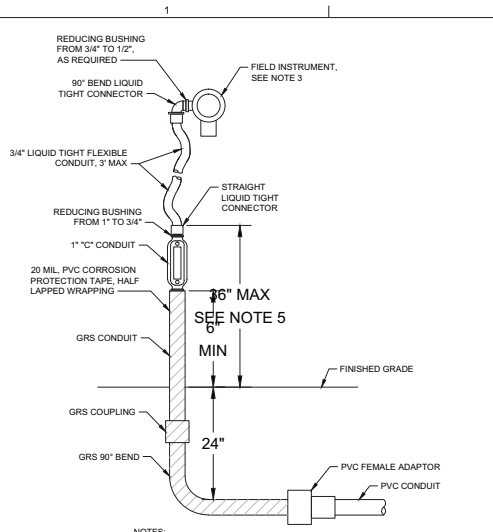 1
REDUCING BUSHING
FROM 3/4" TO 1/2",
AS REQUIRED
FIELD INSTRUMENT,
SEE NOTE 3
90° BEND LIQUID
TIGHT CONNECTOR
3/4" LIQUID TIGHT FLEXIBLE
CONDUIT, 3' MAX
STRAIGHT
LIQUID TIGHT
CONNECTOR
REDUCING BUSHING
FROM 1" TO 3/4"
1" "C" CONDUIT
20 MIL, PVC CORROSION
PROTECTION TAPE, HALF
LAPPED WRAPPING
36" MAX
SEE NOTE 5
6"
MIN
GRS CONDUIT
FINISHED GRADE
GRS COUPLING
24"
GRS 90° BEND
PVC FEMALE ADAPTOR
PVC CONDUIT
NOTES: